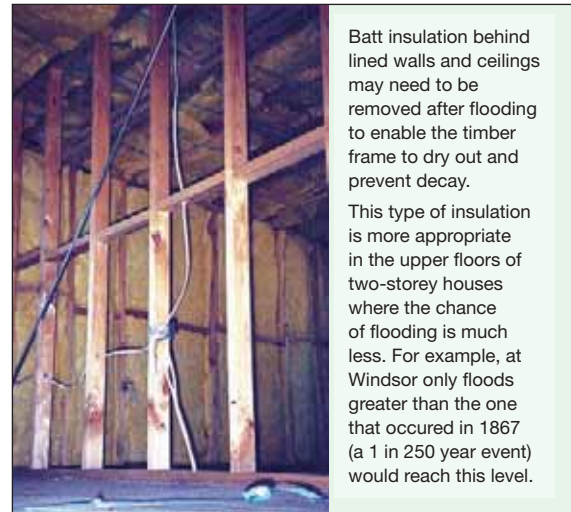 Batt insulation behind
lined walls and ceilings
may need to be
removed after flooding
to enable the timber
frame to dry out and
prevent decay.
This type of insulation
is more appropriate
in the upper floors of
two-storey houses
where the chance
of flooding is much
less. For example, at
Windsor only floods
greater than the one
that occured in 1867
(a 1 in 250 year event)
would reach this level.